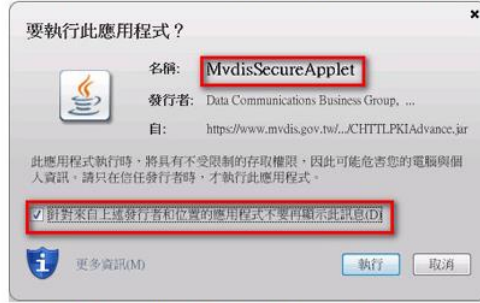 要執行此應用程式？
名稱: MvdisSecureApplet
發行者: Data Communications Business Group, ...
自: https://www.mvdis.gov.tw/.../CHTTLPKIAdvance.jar
此應用程式執行時，將具有不受限制的存取權限，因此可能危害您的電腦與個
人資訊。請只在信任發行者時，才執行此應用程式。
針對來自上述發行者和位置的應用程式不要再顯示此訊息(D)
更多資訊(M)
執行 取消